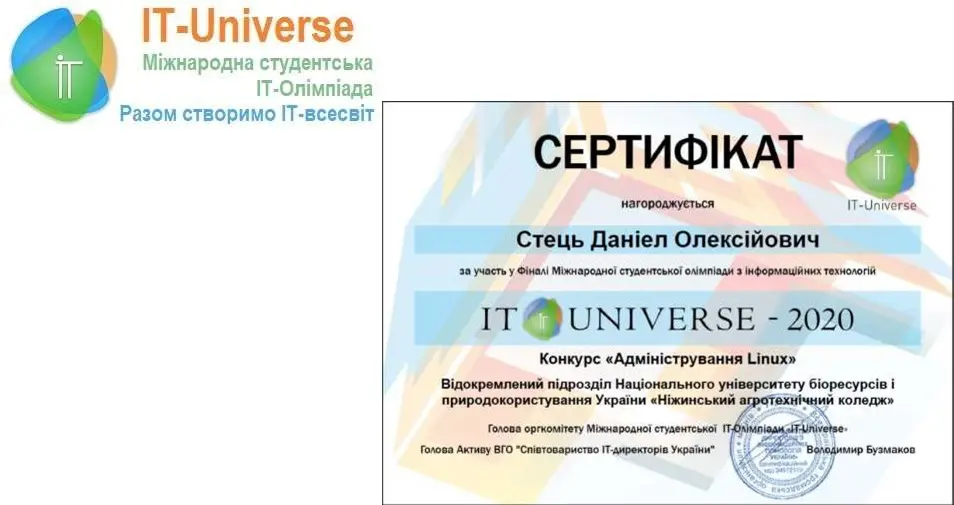 IT-Universe
Міжнародна студентська
ІТ-Олімпіада
Разом створимо ІТ-всесвіт
іт
СЕРТИФІКАТ
іт
IT-Universe
нагороджується
Стець Даніел Олексійович
за участь у Фіналі Міжнародної студентської олімпіади з інформаційних технологій
IT UNIVERSE - 2020
Конкурс «Адміністрування Linux»
Відокремлений підрозділ Національного університету біоресурсів і
природокористування України «Ніжинський агротехнічний коледж»
Голова оргкомітету Міжнародної студентської ІТ-Олімпіади «IT-Universe»
Голова Активу ВГО "Співтовариство ІТ-директорів України" Володимир Бузмаков